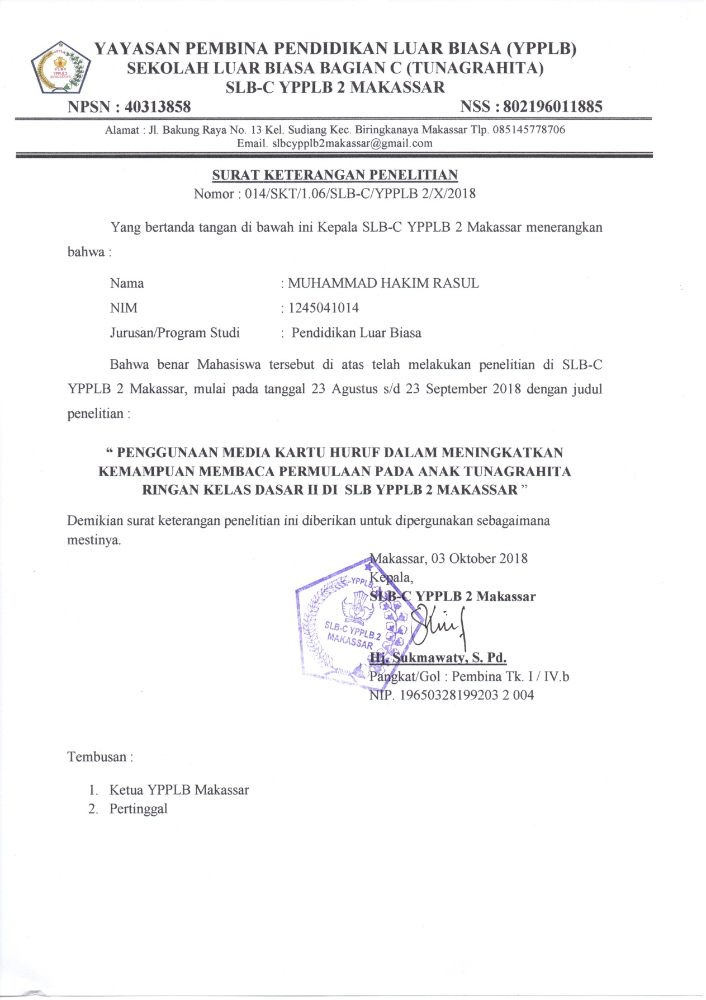 YAYASAN PEMBINA PENDIDIKAN LUAR BIASA (YPPLB)
SEKOLAH LUAR BIASA BAGIAN C (TUNAGRAHITA)
SLB-C YPPLB 2 MAKASSAR
NPSN : 40313858 NSS : 802196011885
YPPLB
SLBC
YPPLB.2
MAKASSAR
Alamat : Jl. Bakung Raya No. 13 Kel. Sudiang Kec. Biringkanaya Makassar Tlp. 085145778706
Email. slbcypplb2makassar@gmail.com
SURAT KETERANGAN PENELITIAN
Nomor : 014/SKT/1.06/SLB-C/YPPLB 2/X/2018
Yang bertanda tangan di bawah ini Kepala SLB-C YPPLB 2 Makassar menerangkan
bahwa :
Nama : MUHAMMAD HAKIM RASUL
NIM : 1245041014
Jurusan/Program Studi : Pendidikan Luar Biasa
Bahwa benar Mahasiswa tersebut di atas telah melakukan penelitian di SLB-C
YPPLB 2 Makassar, mulai pada tanggal 23 Agustus s/d 23 September 2018 dengan judul
penelitian :
“ PENGGUNAAN MEDIA KARTU HURUF DALAM MENINGKATKAN
KEMAMPUAN MEMBACA PERMULAAN PADA ANAK TUNAGRAHITA
RINGAN KELAS DASAR II DI SLB YPPLB 2 MAKASSAR ”
Demikian surat keterangan penelitian ini diberikan untuk dipergunakan sebagaimana
mestinya.
Makassar, 03 Oktober 2018
Kepala,
SLB-C YPPLB 2 Makassar
YPPLB
SLB-C YPPLB.2
MAKASSAR
Hj. Sukmawaty, S. Pd.
Pangkat/Gol : Pembina Tk. I / IV.b
NIP. 19650328199203 2 004
Tembusan :
1. Ketua YPPLB Makassar
2. Pertinggal